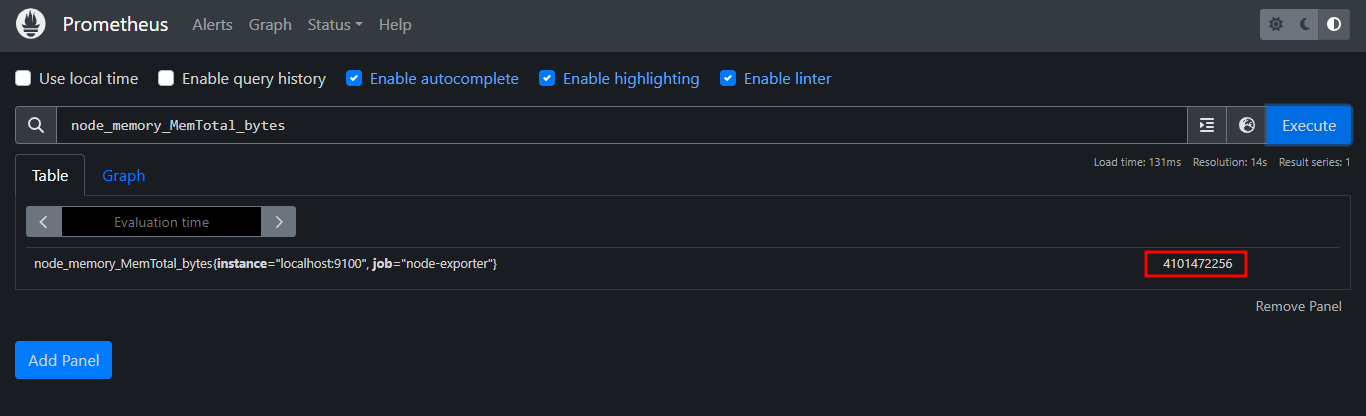 Prometheus Alerts Graph Status Help
Use local time Enable query history Enable autocomplete Enable highlighting Enable linter
node_memory_MemTotal_bytes Execute
Load time: 131ms Resolution: 14s Result series: 1
Table Graph
Evaluation time
node_memory_MemTotal_bytes{instance="localhost:9100", job="node-exporter"} 4101472256
Remove Panel
Add Panel